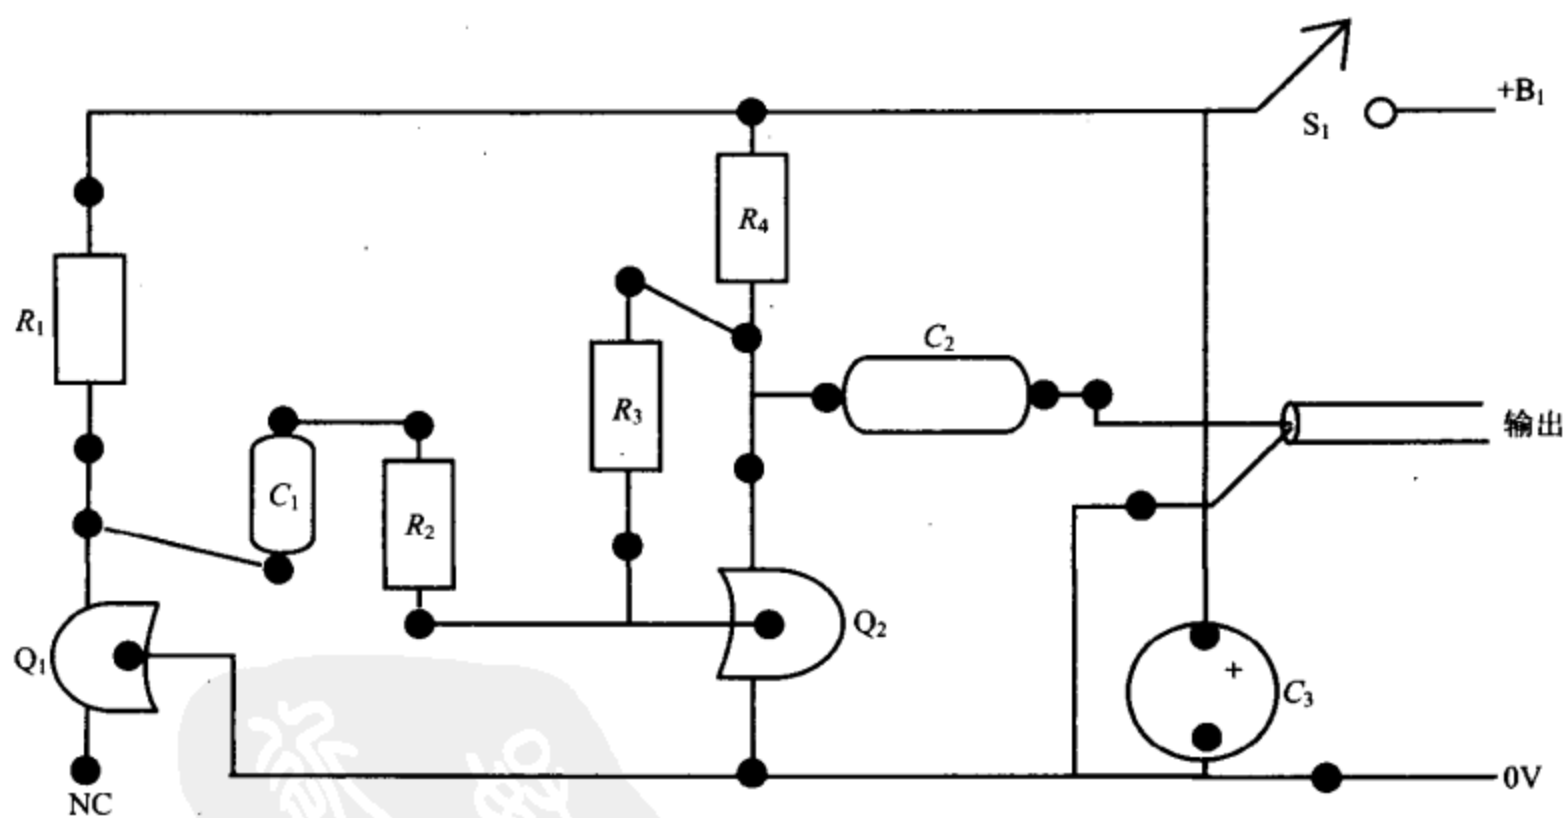 +B₁
S₁
R₄
R₁
C₂
R₃
输出
C₁
R₂
Q₂
Q₁
+
C₃
NC
0V